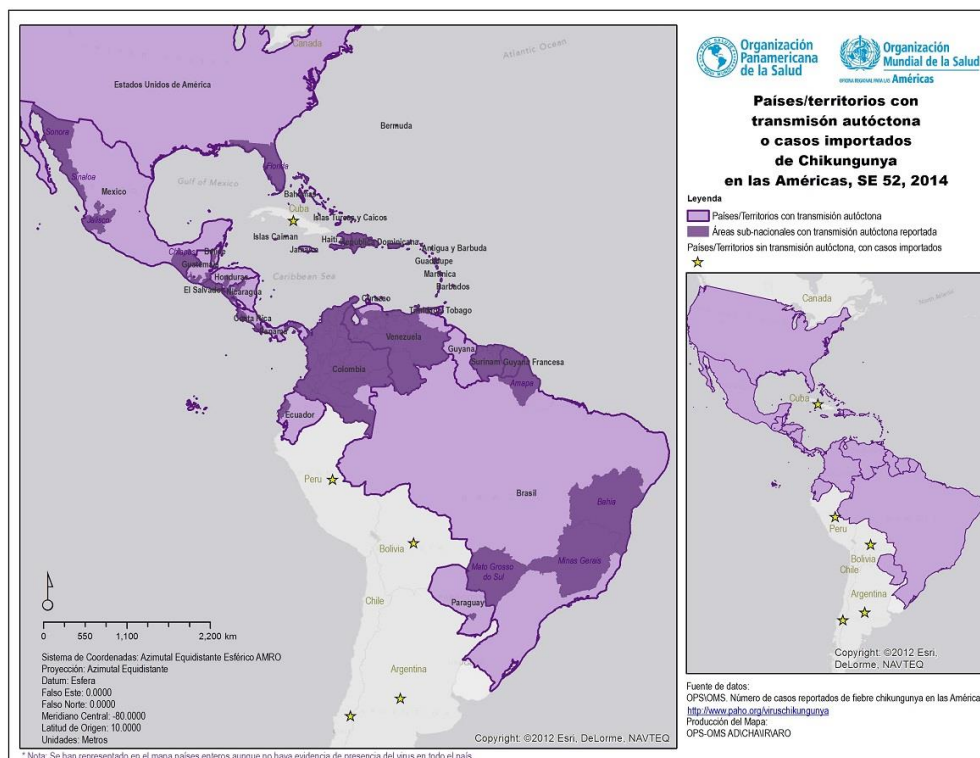 Canada
Estados Unidos de América
Atlantic Ocean
Bermuda
Sonora
Sinaloa
Mexico
Jalisco
Gulf of Mexico
Florida
Bahamas
Cuba
Islas Turcas y Caicos
Islas Caiman
Jamaica
Haiti
Republica Dominicana
Antigua y Barbuda
Guadalupe
Martinica
Barbados
Caribbean Sea
Chiapas
Belice
Guatemala
Honduras
El Salvador
Nicaragua
Costa Rica
Panama
Curaçao
Trinidad y Tobago
Venezuela
Guyana
Surinam
Guyana Francesa
Colombia
Amapa
Ecuador
Peru
Brasil
Bahia
Bolivia
Minas Gerais
Mato Grosso
do Sul
Chile
Paraguay
Argentina
0 550 1,100 2,200 km
Sistema de Coordenadas: Azimutal Equidistante Esférico AMRO
Proyección: Azimutal Equidistante
Datum: Esfera
Falso Este: 0.0000
Falso Norte: 0.0000
Meridiano Central: -80.0000
Latitud de Origen: 10.0000
Unidades: Metros
Copyright: ©2012 Esri, DeLorme, NAVTEQ
* Nota: Se han representado en el mapa países enteros aunque no haya evidencia de presencia del virus en todo el país
Organización
Panamericana
de la Salud
Organización
Mundial de la Salud
OFICINA REGIONAL PARA LAS Américas
Países/territorios con
transmisón autóctona
o casos importados
de Chikungunya
en las Américas, SE 52, 2014
Leyenda
Países/Territorios con transmisión autóctona
Áreas sub-nacionales con transmisión autóctona reportada
Países/Territorios sin transmisión autóctona, con casos importados
Canada
Cuba
Peru
Bolivia
Chile
Argentina
Copyright: ©2012 Esri,
DeLorme, NAVTEQ
Fuente de datos:
OPS\OMS. Número de casos reportados de fiebre chikungunya en las América
http://www.paho.org/viruschikungunya
Producción del Mapa:
OPS-OMS AD\CHA\IR\ARO